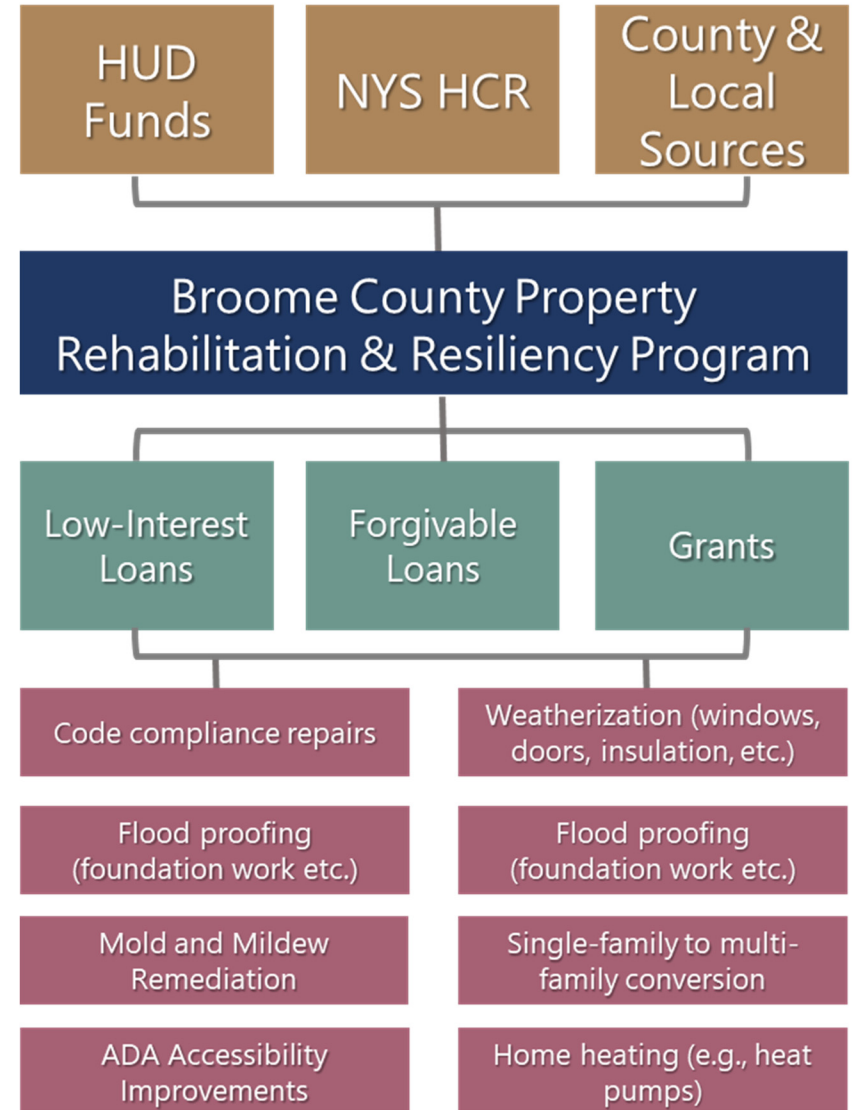 HUD
Funds
NYS HCR
County &
Local
Sources
Broome County Property
Rehabilitation & Resiliency Program
Low-Interest
Loans
Forgivable
Loans
Grants
Code compliance repairs
Weatherization (windows,
doors, insulation, etc.)
Flood proofing
(foundation work etc.)
Flood proofing
(foundation work etc.)
Mold and Mildew
Remediation
Single-family to multi-
family conversion
ADA Accessibility
Improvements
Home heating (e.g., heat
pumps)